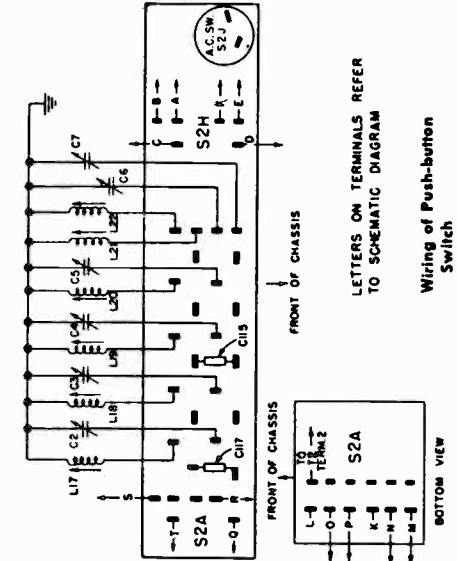 C7
C6
L22
L21
C5
L20
C4
L19
C3
L18
C2
L17
A.C. SW.
S2J
B
A
C
S2H
R
E
D
C115
C117
S
T
S2A
R
Q
FRONT OF CHASSIS
FRONT OF CHASSIS
TO
TERM. 2
L
O
P
K
N
M
S2A
BOTTOM VIEW
LETTERS ON TERMINALS REFER
TO SCHEMATIC DIAGRAM
Wiring of Push-button
Switch